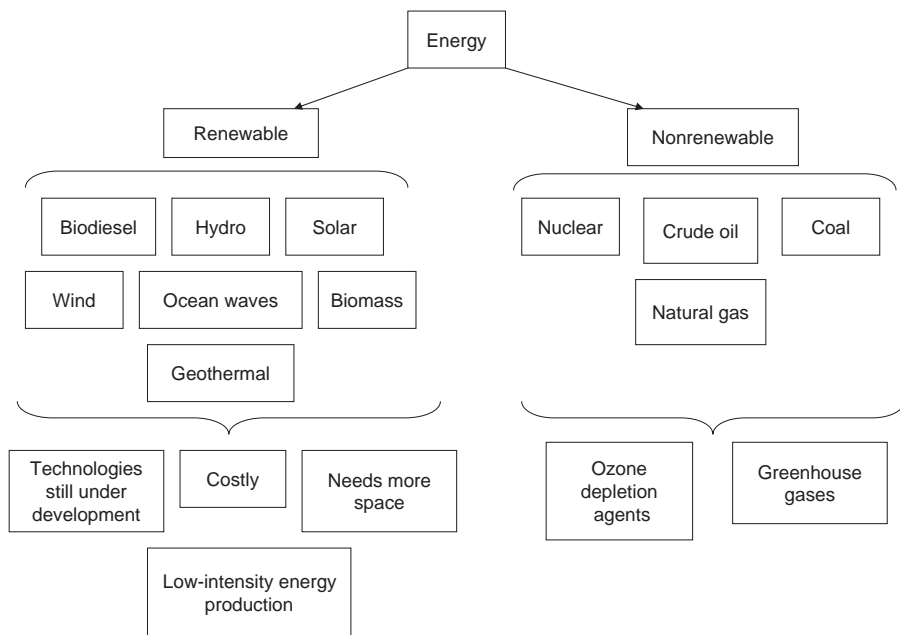 Energy
Renewable
Nonrenewable
Biodiesel
Hydro
Solar
Wind
Ocean waves
Biomass
Geothermal
Nuclear
Crude oil
Coal
Natural gas
Technologies
still under
development
Costly
Needs more
space
Low-intensity energy
production
Ozone
depletion
agents
Greenhouse
gases